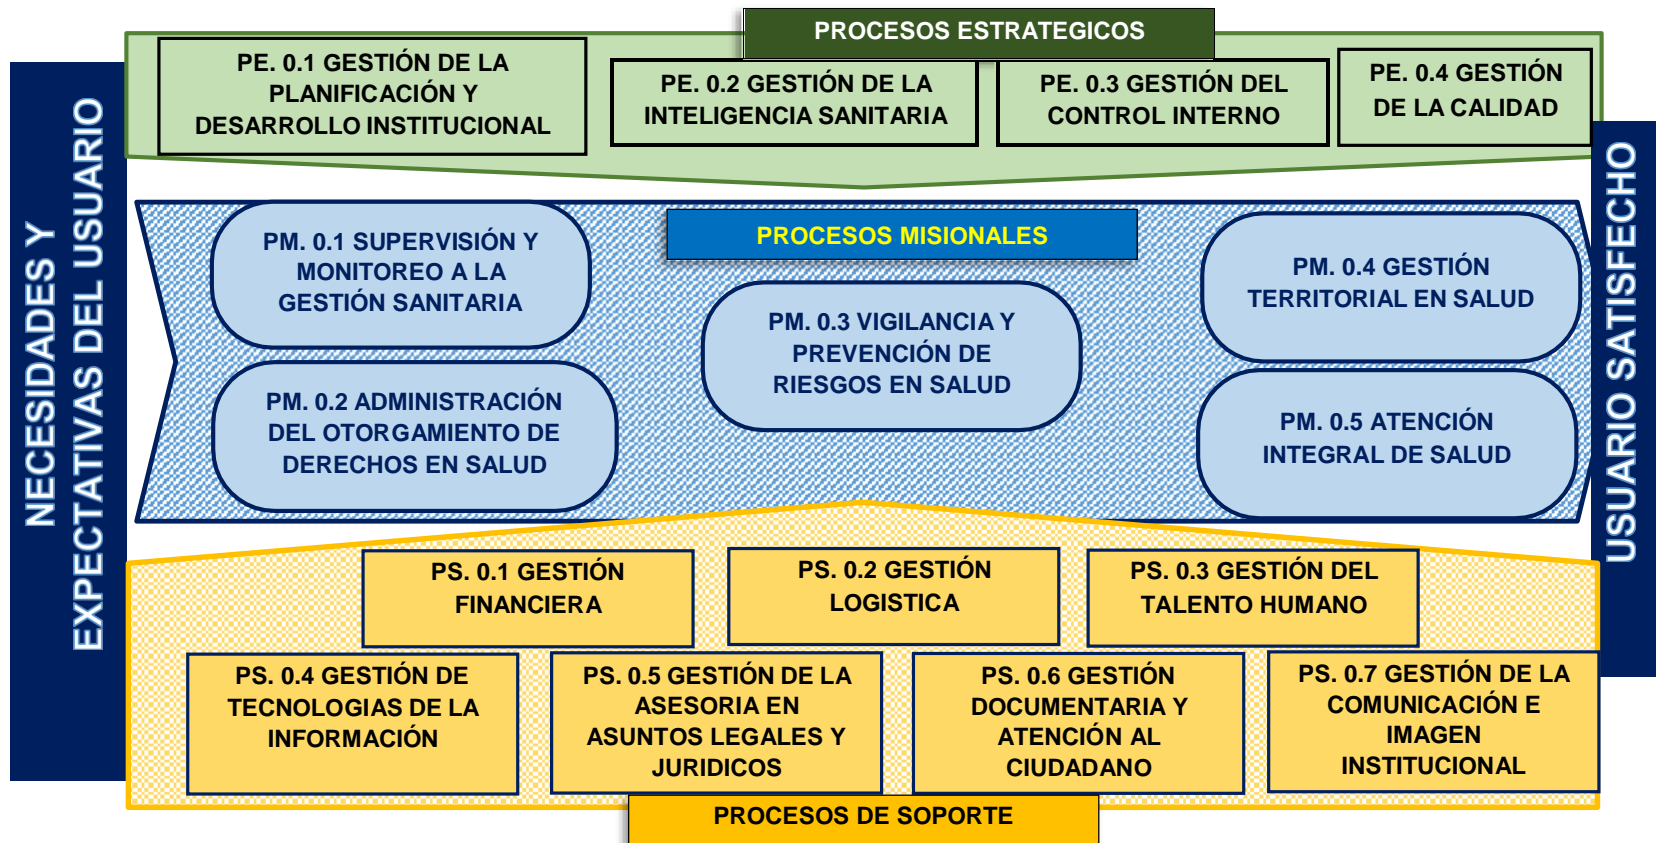 PROCESOS ESTRATEGICOS
PE. 0.1 GESTIÓN DE LA
PLANIFICACIÓN Y
DESARROLLO INSTITUCIONAL
PE. 0.2 GESTIÓN DE LA
INTELIGENCIA SANITARIA
PE. 0.3 GESTIÓN DEL
CONTROL INTERNO
PE. 0.4 GESTIÓN
DE LA CALIDAD
NECESIDADES Y
EXPECTATIVAS DEL USUARIO
PROCESOS MISIONALES
PM. 0.1 SUPERVISIÓN Y
MONITOREO A LA
GESTIÓN SANITARIA
PM. 0.2 ADMINISTRACIÓN
DEL OTORGAMIENTO DE
DERECHOS EN SALUD
PM. 0.3 VIGILANCIA Y
PREVENCIÓN DE
RIESGOS EN SALUD
PM. 0.4 GESTIÓN
TERRITORIAL EN SALUD
PM. 0.5 ATENCIÓN
INTEGRAL DE SALUD
USUARIO SATISFECHO
PS. 0.1 GESTIÓN
FINANCIERA
PS. 0.2 GESTIÓN
LOGISTICA
PS. 0.3 GESTIÓN DEL
TALENTO HUMANO
PS. 0.4 GESTIÓN DE
TECNOLOGIAS DE LA
INFORMACIÓN
PS. 0.5 GESTIÓN DE LA
ASESORIA EN
ASUNTOS LEGALES Y
JURIDICOS
PS. 0.6 GESTIÓN
DOCUMENTARIA Y
ATENCIÓN AL
CIUDADANO
PS. 0.7 GESTIÓN DE LA
COMUNICACIÓN E
IMAGEN
INSTITUCIONAL
PROCESOS DE SOPORTE